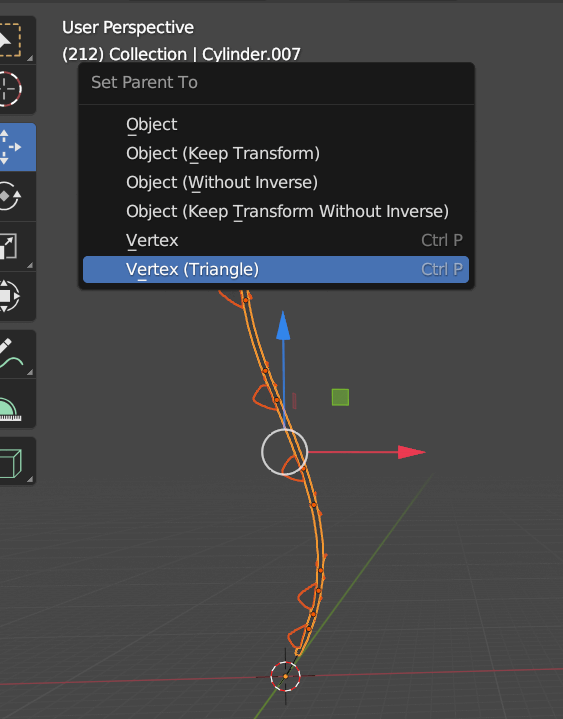 User Perspective
(212) Collection | Cylinder.007
Set Parent To
Object
Object (Keep Transform)
Object (Without Inverse)
Object (Keep Transform Without Inverse)
Vertex Ctrl P
Vertex (Triangle) Ctrl P